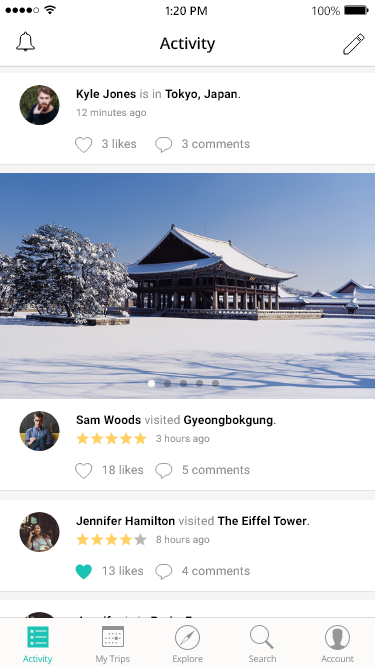 1:20 PM
100%
Activity
Kyle Jones is in Tokyo, Japan.
12 minutes ago
3 likes 3 comments
Sam Woods visited Gyeongbokgung.
3 hours ago
18 likes 5 comments
Jennifer Hamilton visited The Eiffel Tower.
8 hours ago
13 likes 4 comments
Activity My Trips Explore Search Account